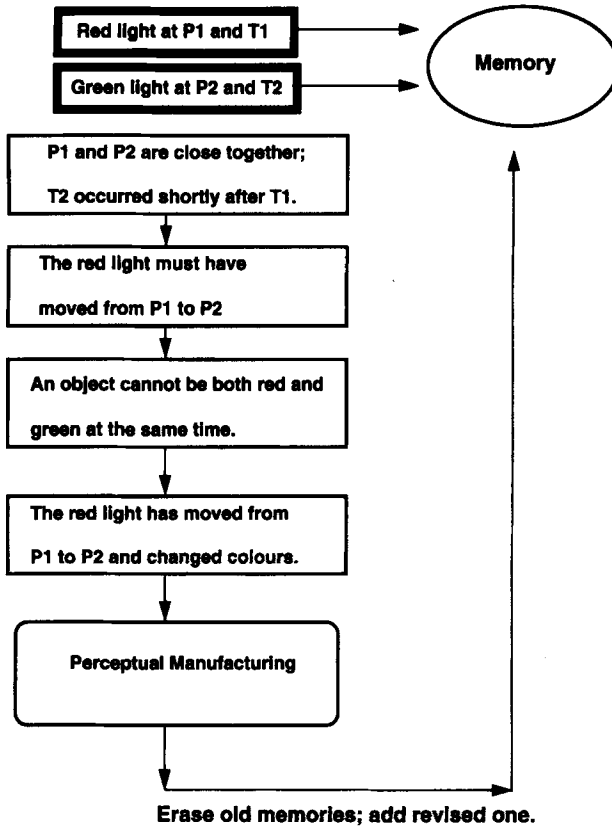 Red light at P1 and T1
Green light at P2 and T2
Memory
P1 and P2 are close together;
T2 occurred shortly after T1.
The red light must have
moved from P1 to P2
An object cannot be both red and
green at the same time.
The red light has moved from
P1 to P2 and changed colours.
Perceptual Manufacturing
Erase old memories; add revised one.